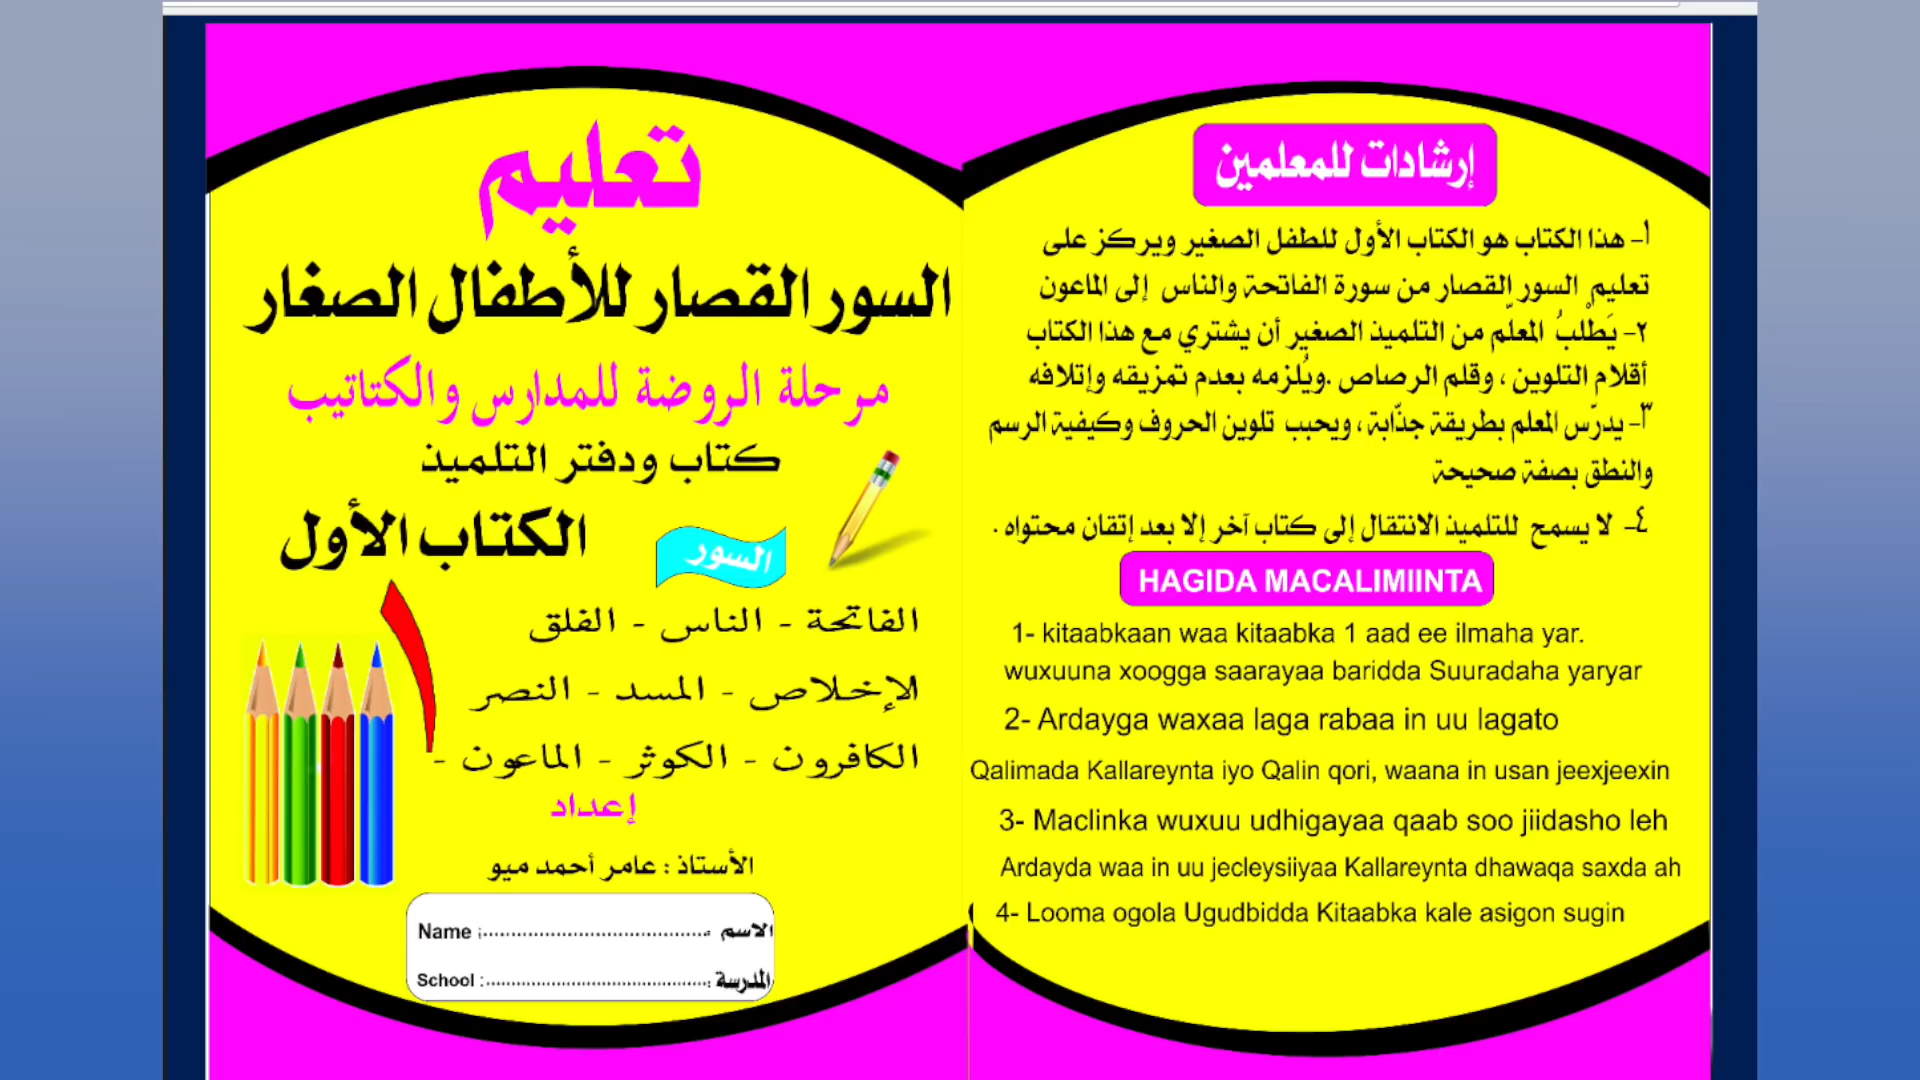 تعليم
السور القصار للأطفال الصغار
مرحلة الروضة للمدارس والكتاتيب
كتاب ودفتر التلميذ
الكتاب الأول
السور
١
الفاتحة - الناس - الفلق
الإخلاص - المسد - النصر
الكافرون - الكوثر - الماعون -
إعداد
الأستاذ : عامر أحمد ميو
Name :....................................... الاسم
School :.......................................: المدرسة
إرشادات للمعلمين
١- هذا الكتاب هو الكتاب الأول للطفل الصغير ويركز على
تعليم السور القصار من سورة الفاتحة والناس إلى الماعون
٢- يَطْلبُ المعلّم من التلميذ الصغير أن يشتري مع هذا الكتاب
أقلام التلوين ، وقلم الرصاص .ويُلزمه بعدم تمزيقه وإتلافه
٣- يدرّس المعلم بطريقة جذّابة ، ويحبب تلوين الحروف وكيفية الرسم
والنطق بصفة صحيحة
٤- لا يسمح للتلميذ الانتقال إلى كتاب آخر إلا بعد إتقان محتواه .
HAGIDA MACALIMIINTA
1- kitaabkaan waa kitaabka 1 aad ee ilmaha yar.
wuxuuna xoogga saarayaa baridda Suuradaha yaryar
2- Ardayga waxaa laga rabaa in uu lagato
Qalimada Kallareynta iyo Qalin qori, waana in usan jeexjeexin
3- Maclinka wuxuu udhigayaa qaab soo jiidasho leh
Ardayda waa in uu jecleysiiyaa Kallareynta dhawaqa saxda ah
4- Looma ogola Ugudbidda Kitaabka kale asigon sugin